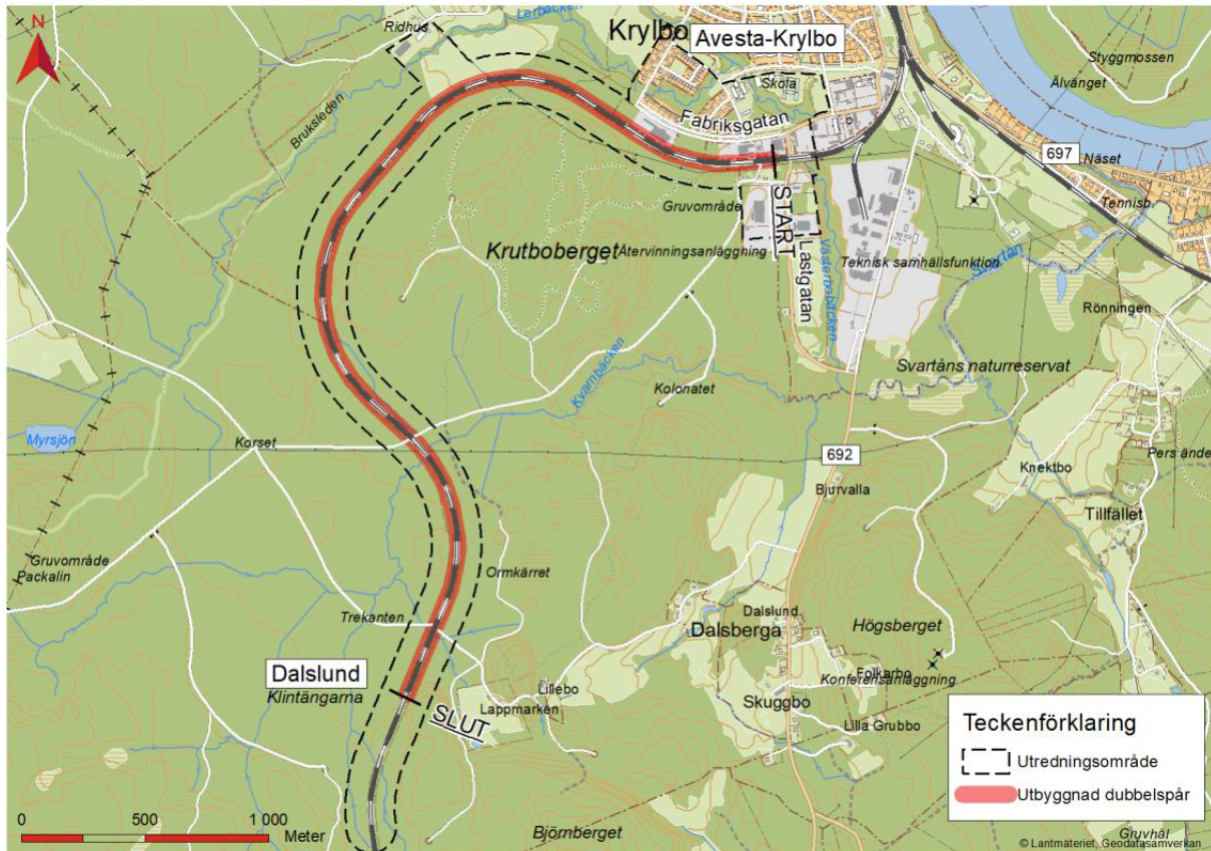 N
Ridhus
Lerbäcken
Krylbo
Avesta-Krylbo
Styggmossen
Älvänget
Skola
Bruksleden
Fabriksgatan
697
Näset
Tennisb.
Gruvområde
START
Krutboberget
Återvinningsanläggning
Lastgatan
Västerbobäcken
Teknisk samhällsfunktion
Svartån
Rönningen
Kvarnbäcken
Kolonatet
Svartåns naturreservat
Myrsjön
Korset
692
Knektbo
Pers ände
Bjurvalla
Tillfället
Gruvområde
Packalin
Ormkärret
Trekanten
Dalslund
Dalsberga
Högsberget
Dalslund
Klintängarna
Lillebo
Folkarbo
Konferensanläggning
SLUT
Lappmarken
Skuggbo
Lilla Grubbo
Teckenförklaring
Utredningsområde
Utbyggnad dubbelspår
0 500 1 000
Meter
Björnberget
Gruvhål
© Lantmäteriet, Geodatasamverkan